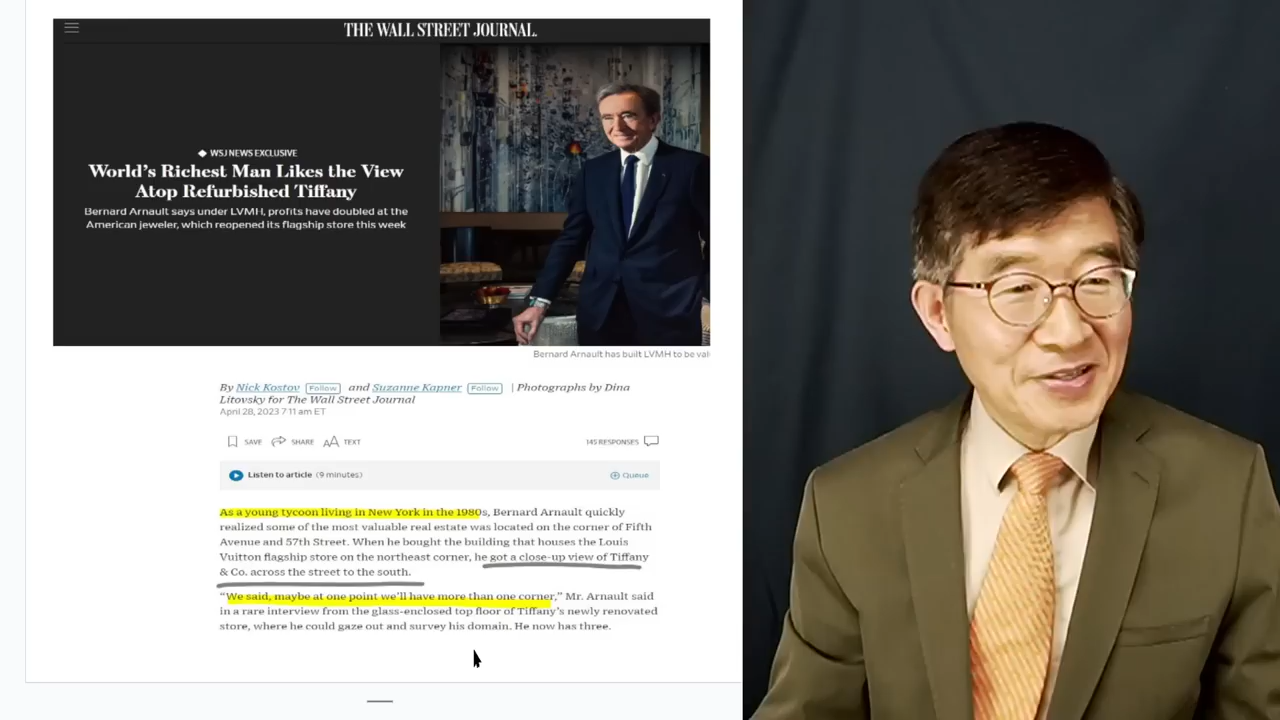 THE WALL STREET JOURNAL.
WSJ NEWS EXCLUSIVE
World's Richest Man Likes the View
Atop Refurbished Tiffany
Bernard Arnault says under LVMH, profits have doubled at the
American jeweler, which reopened its flagship store this week
Bernard Arnault has built LVMH to be val
By Nick Kostov Follow and Suzanne Kapner Follow | Photographs by Dina
Litovsky for The Wall Street Journal
April 28, 2023 7:11 am ET
SAVE SHARE AA TEXT 145 RESPONSES
Listen to article (9 minutes) Queue
As a young tycoon living in New York in the 1980s, Bernard Arnault quickly
realized some of the most valuable real estate was located on the corner of Fifth
Avenue and 57th Street. When he bought the building that houses the Louis
Vuitton flagship store on the northeast corner, he got a close-up view of Tiffany
& Co. across the street to the south.
“We said, maybe at one point we’ll have more than one corner,” Mr. Arnault said
in a rare interview from the glass-enclosed top floor of Tiffany’s newly renovated
store, where he could gaze out and survey his domain. He now has three.